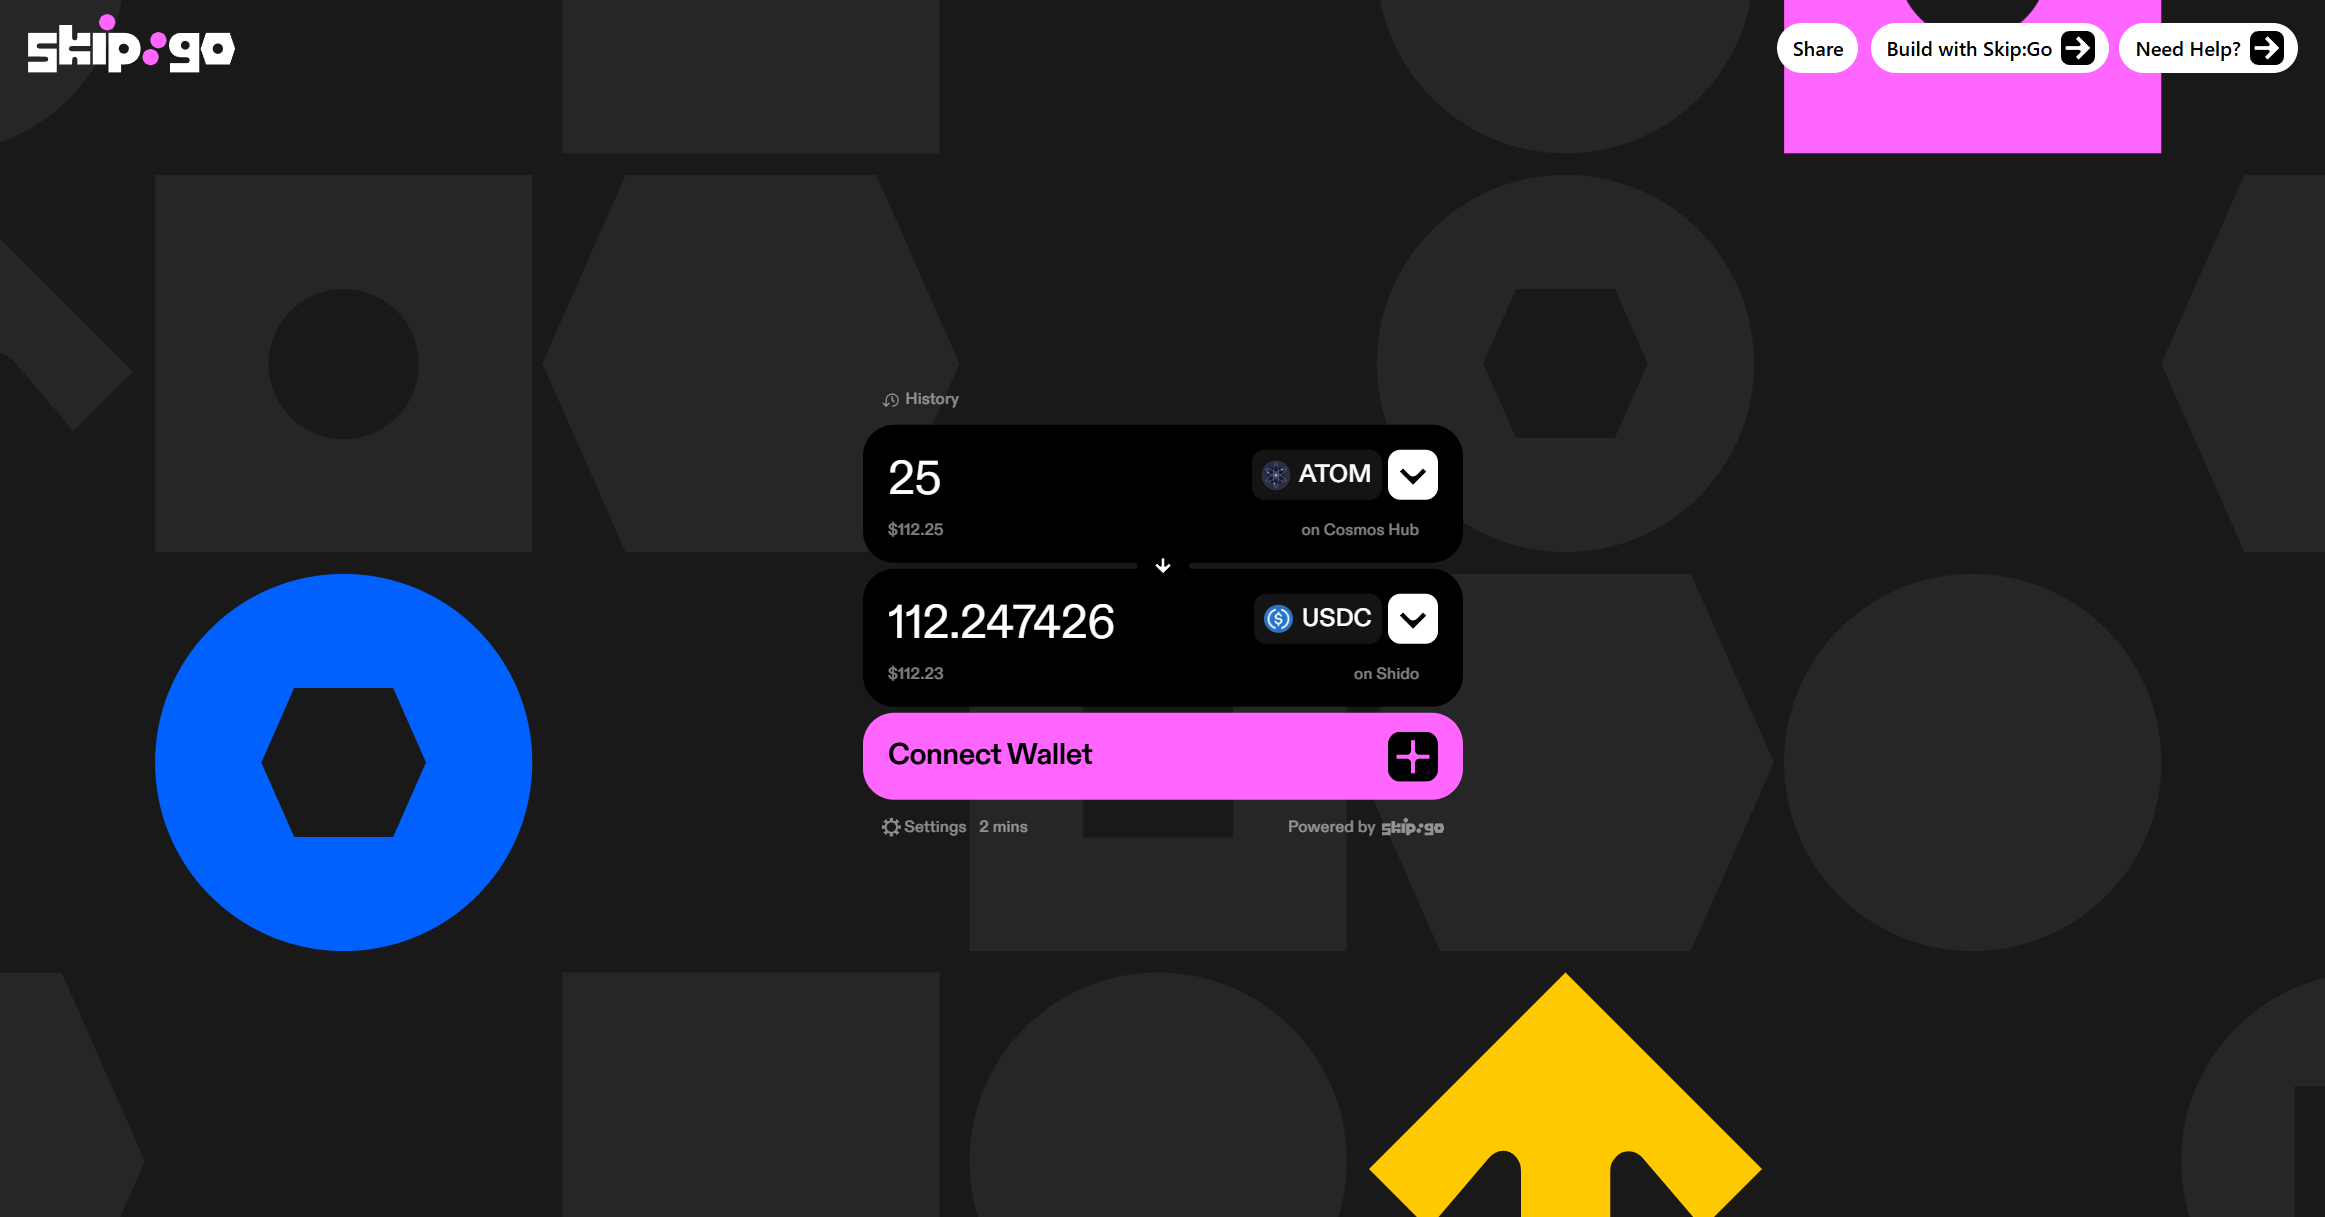 skip:go
Share
Build with Skip:Go
Need Help?
History
25
ATOM
$112.25
on Cosmos Hub
112.247426
USDC
$112.23
on Shido
Connect Wallet
Settings 2 mins
Powered by skip:go